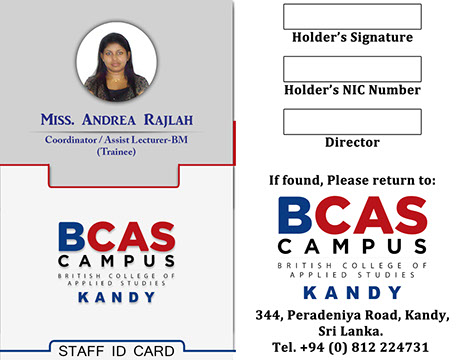 MISS. ANDREA RAJLAH
Coordinator / Assist Lecturer-BM
(Trainee)
BCAS
CAMPUS
BRITISH COLLEGE OF
APPLIED STUDIES
KANDY
STAFF ID CARD
Holder's Signature
Holder's NIC Number
Director
If found, Please return to:
BCAS
CAMPUS
BRITISH COLLEGE OF
APPLIED STUDIES
KANDY
344, Peradeniya Road, Kandy,
Sri Lanka.
Tel. +94 (0) 812 224731